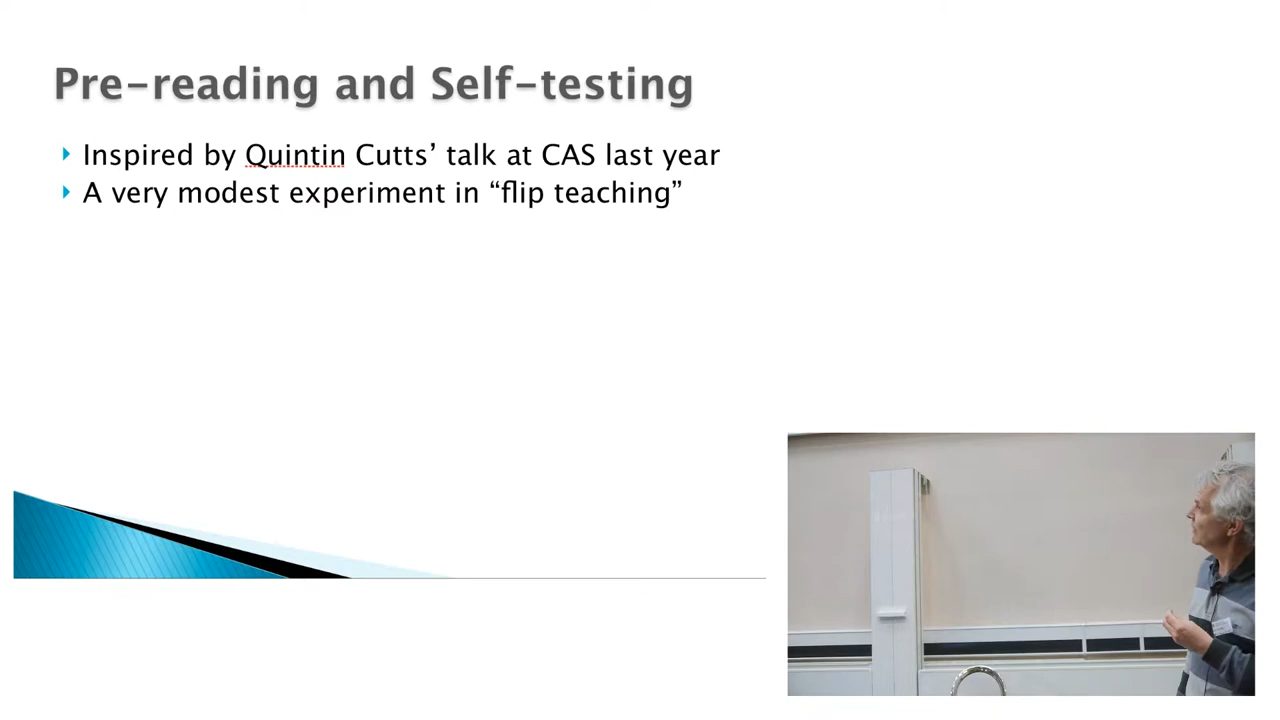 Pre-reading and Self-testing
Inspired by Quintin Cutts’ talk at CAS last year
A very modest experiment in “flip teaching”